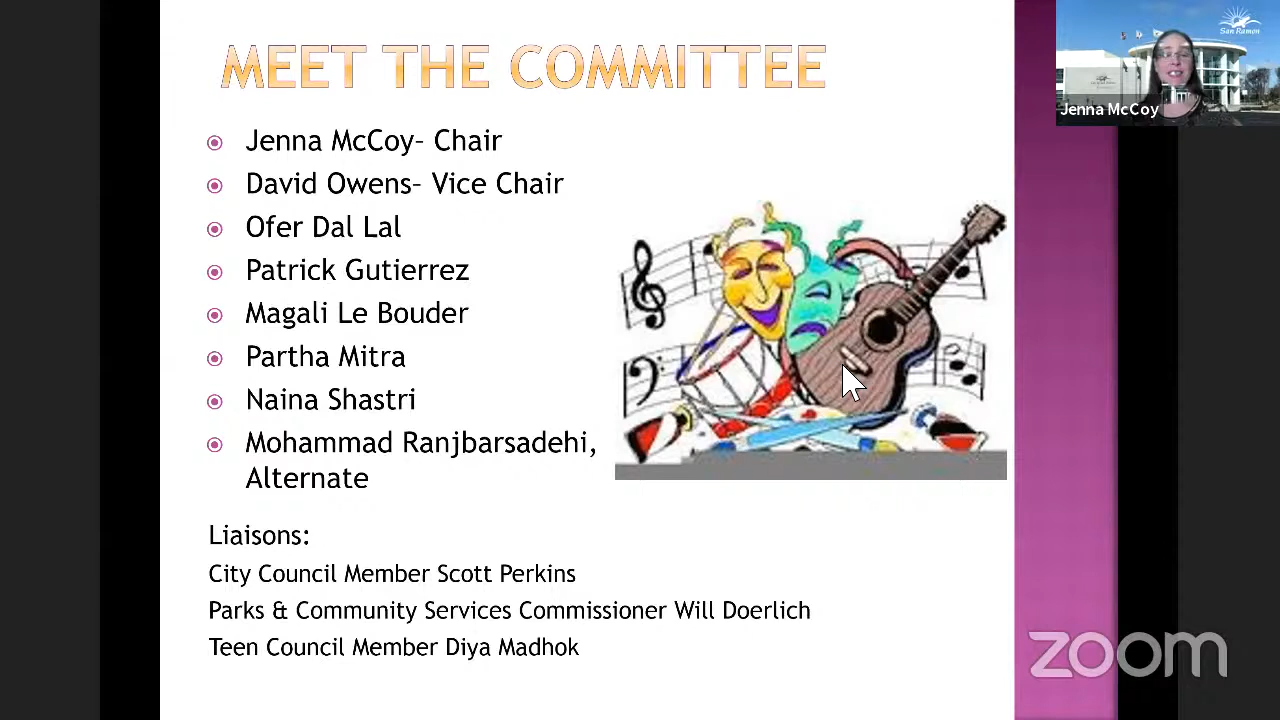 MEET THE COMMITTEE
San Ramon
Jenna McCoy
Jenna McCoy– Chair
David Owens– Vice Chair
Ofer Dal Lal
Patrick Gutierrez
Magali Le Bouder
Partha Mitra
Naina Shastri
Mohammad Ranjbarsadehi,
Alternate
Liaisons:
City Council Member Scott Perkins
Parks & Community Services Commissioner Will Doerlich
Teen Council Member Diya Madhok
zoom